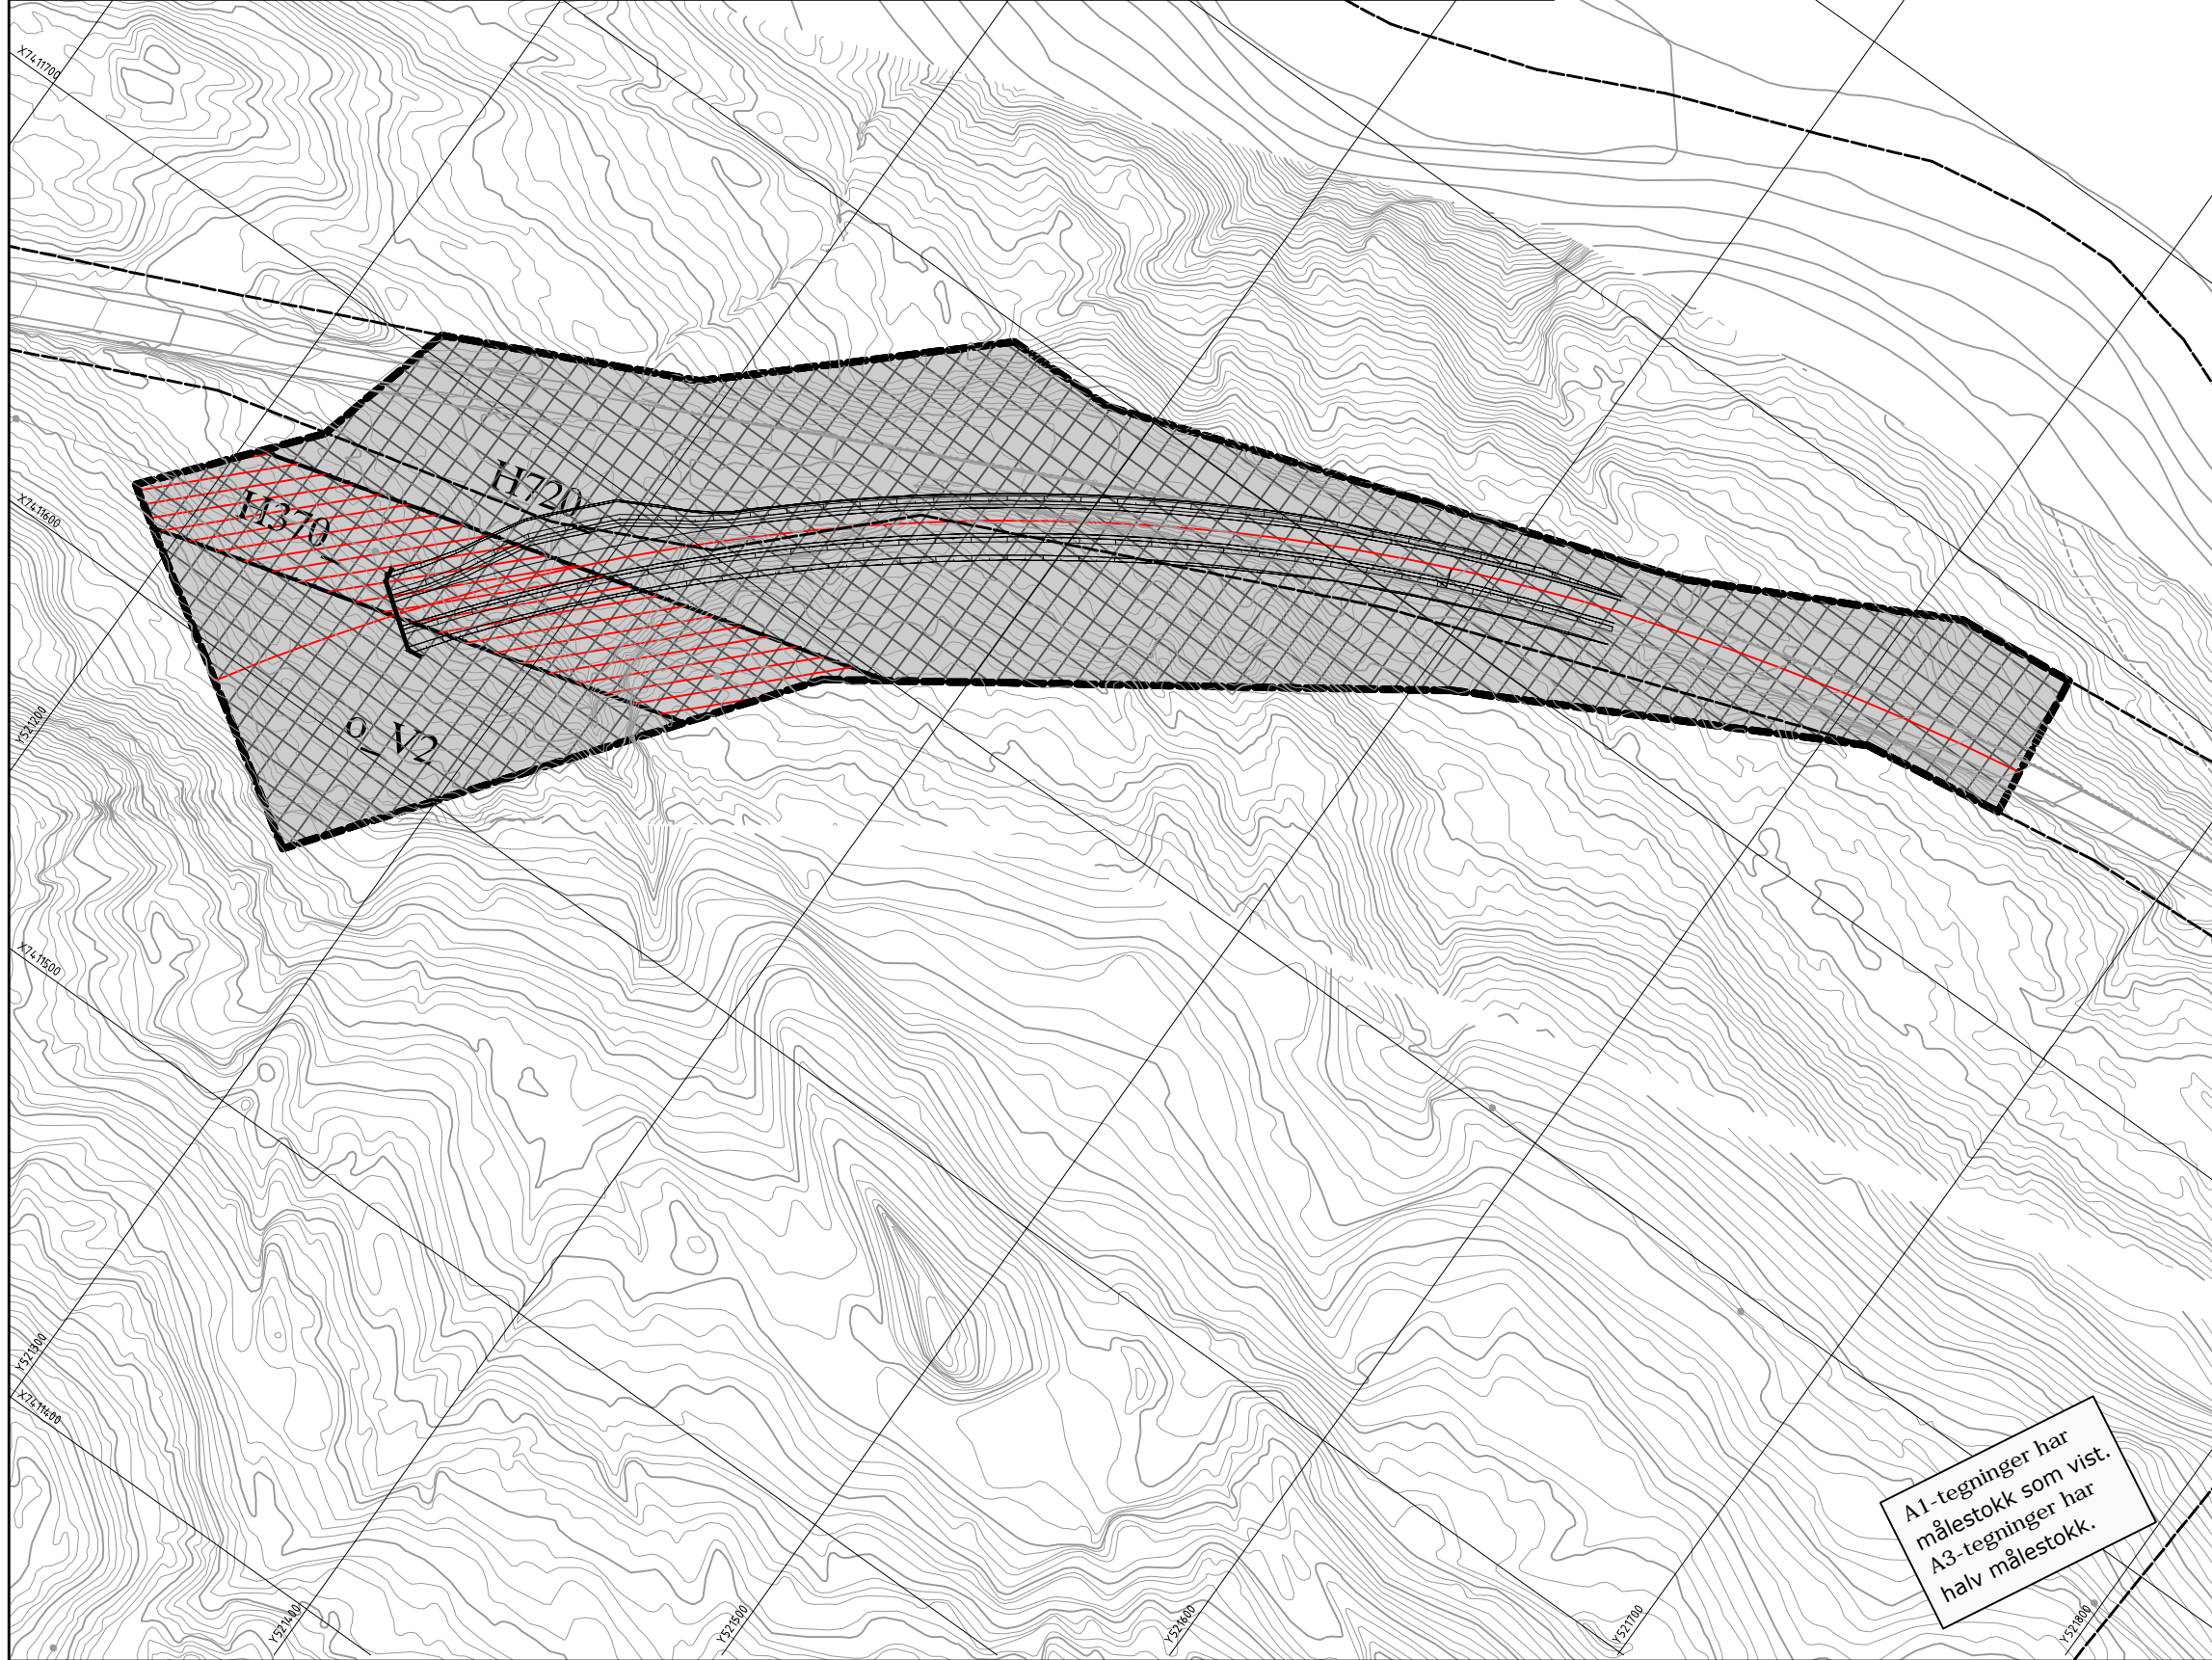 X7411700
H720
H370_
X7411600
Y521200
o_V2
X7411500
Y521300
X7411400
A1-tegninger har
målestokk som vist.
A3-tegninger har
halv målestokk.
Y521400
Y521500
Y521600
Y521700
Y521800